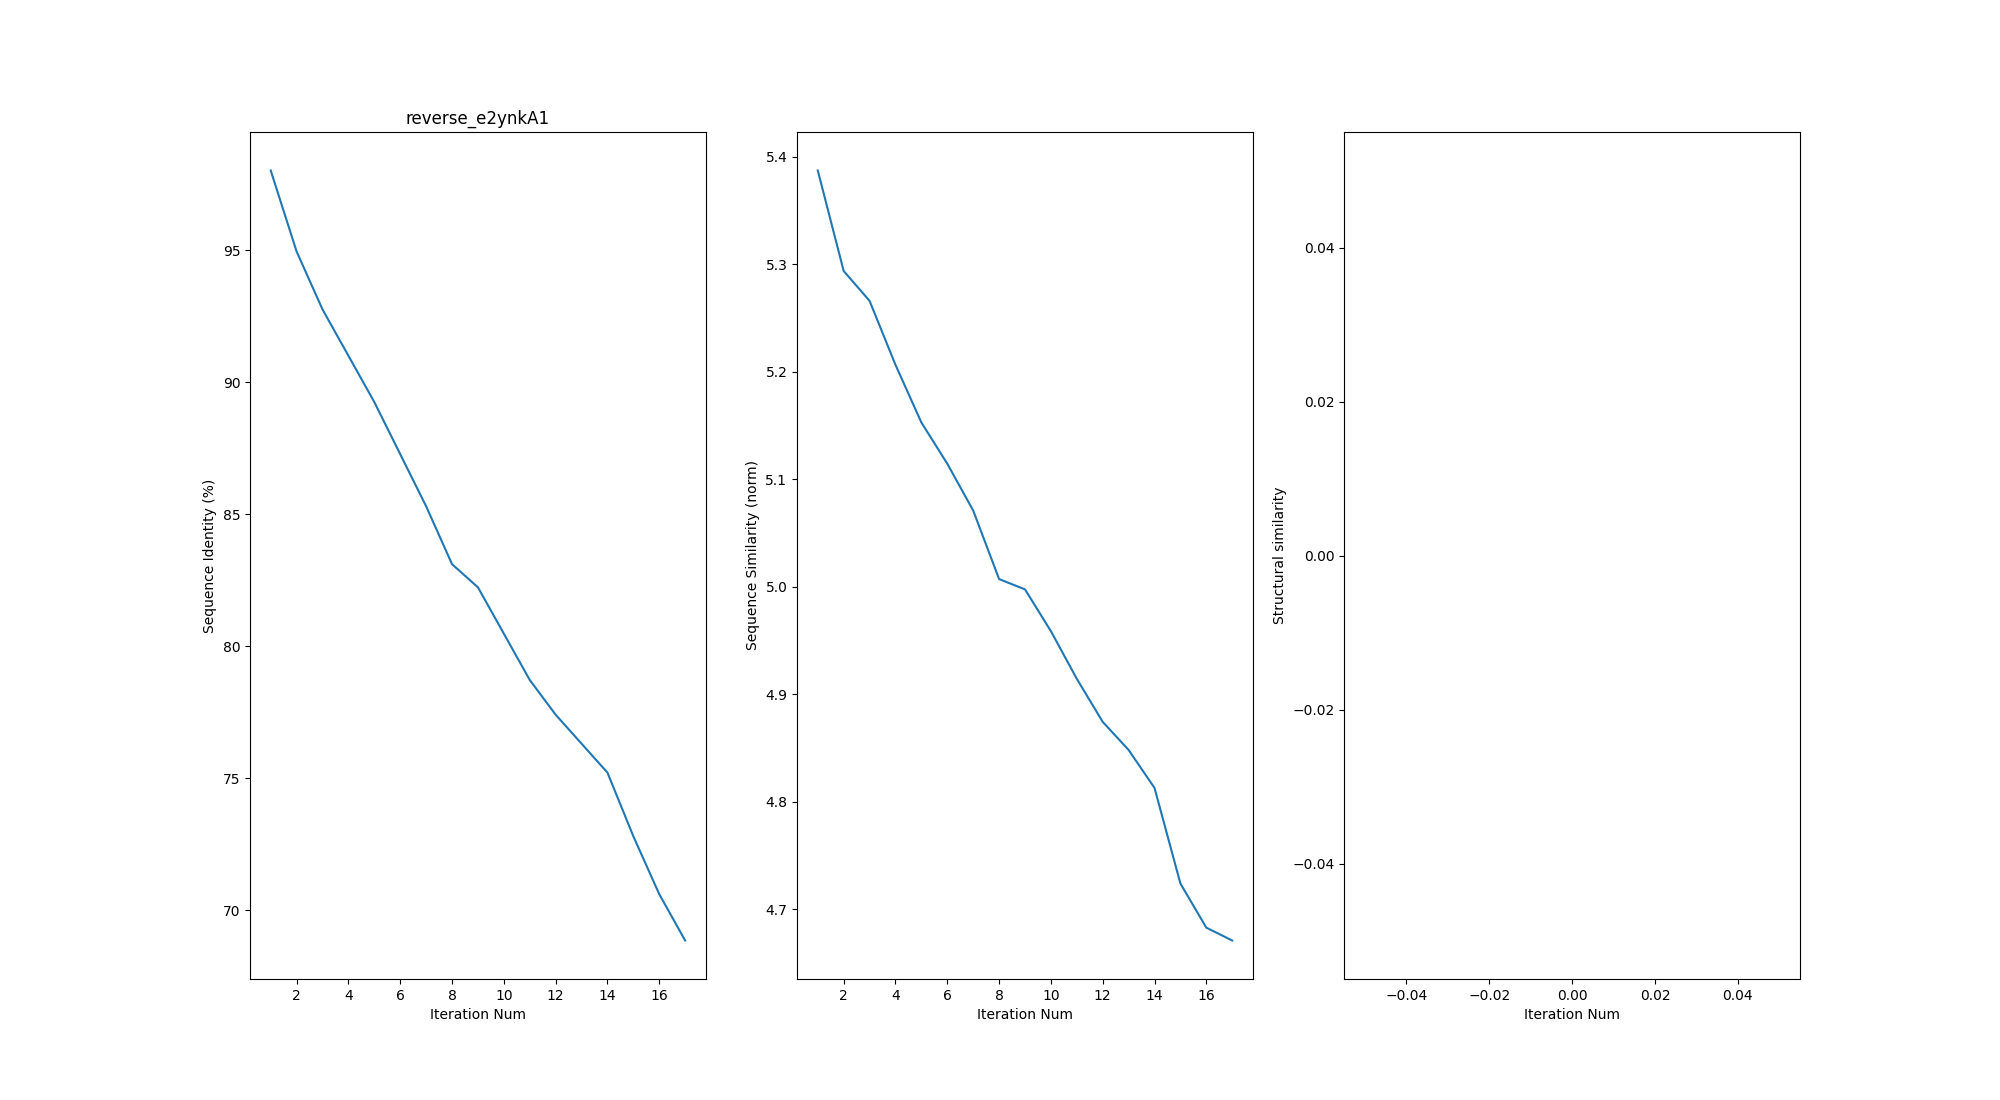 reverse_e2ynkA1
Sequence Identity (%)
95
90
85
80
75
70
2 4 6 8 10 12 14 16
Iteration Num
Sequence Similarity (norm)
5.4
5.3
5.2
5.1
5.0
4.9
4.8
4.7
2 4 6 8 10 12 14 16
Iteration Num
Structural similarity
0.04
0.02
0.00
−0.02
−0.04
−0.04 −0.02 0.00 0.02 0.04
Iteration Num